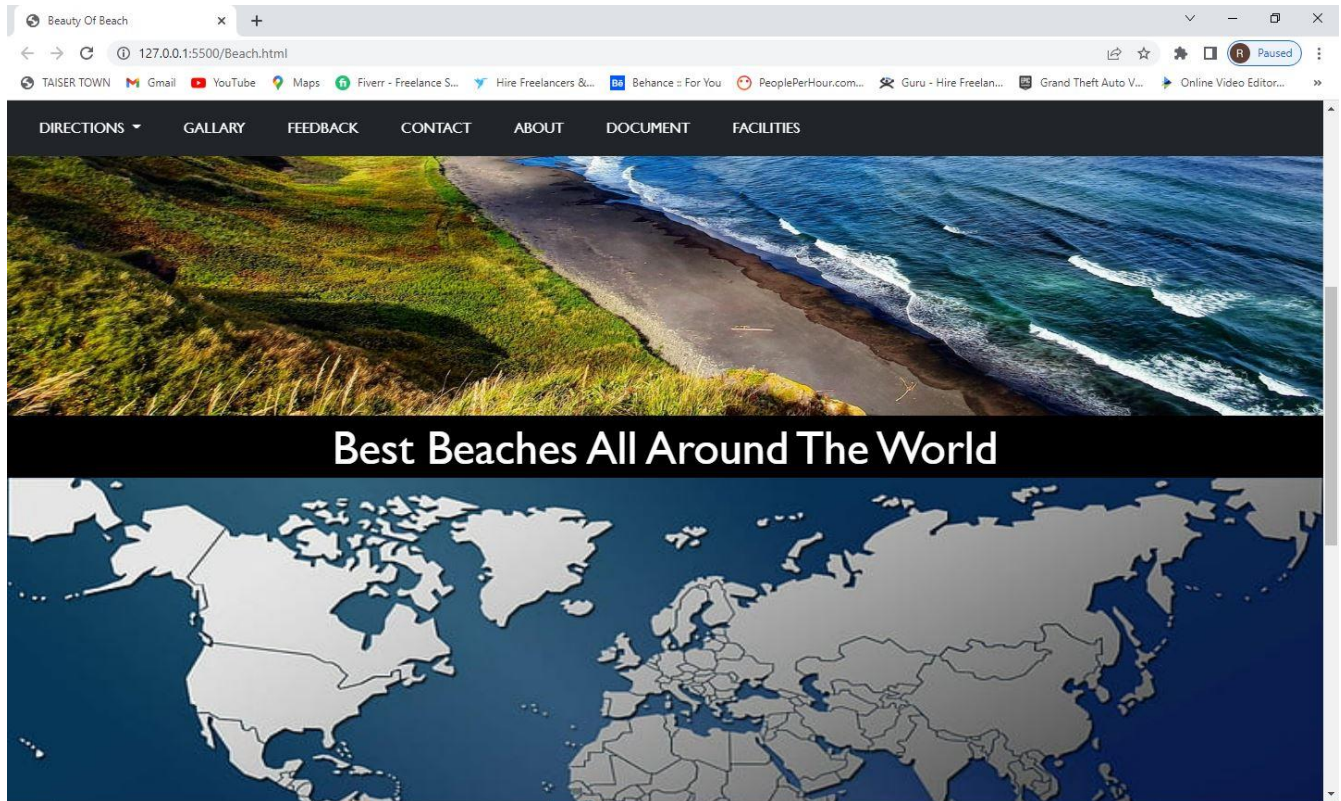 Beauty Of Beach
127.0.0.1:5500/Beach.html
R Paused
TAISER TOWN Gmail YouTube Maps fi Fiverr - Freelance S... Hire Freelancers &... Bē Behance :: For You PeoplePerHour.com... Guru - Hire Freelan... Grand Theft Auto V... Online Video Editor... »
DIRECTIONS GALLARY FEEDBACK CONTACT ABOUT DOCUMENT FACILITIES
Best Beaches All Around The World